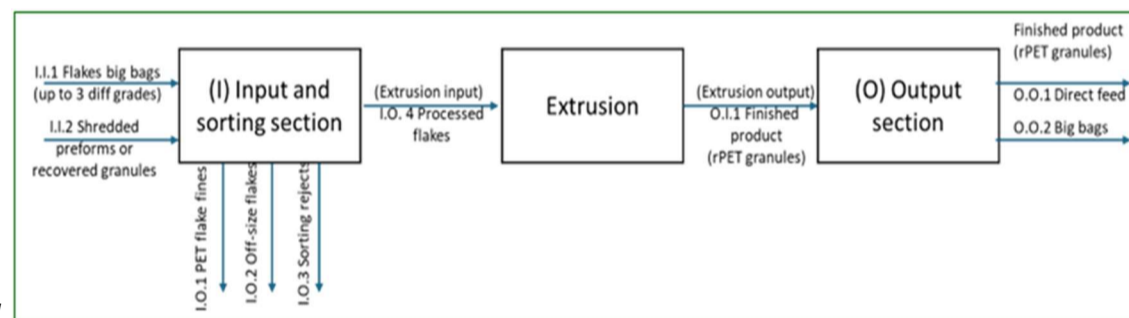 I.I.1 Flakes big bags
(up to 3 diff grades)
I.I.2 Shredded
preforms or
recovered granules
(I) Input and
sorting section
I.O.1 PET flake fines
I.O.2 Off-size flakes
I.O.3 Sorting rejects
(Extrusion input)
I.O. 4 Processed
flakes
Extrusion
(Extrusion output)
O.I.1 Finished
product
(rPET granules)
(O) Output
section
Finished product
(rPET granules)
O.O.1 Direct feed
O.O.2 Big bags